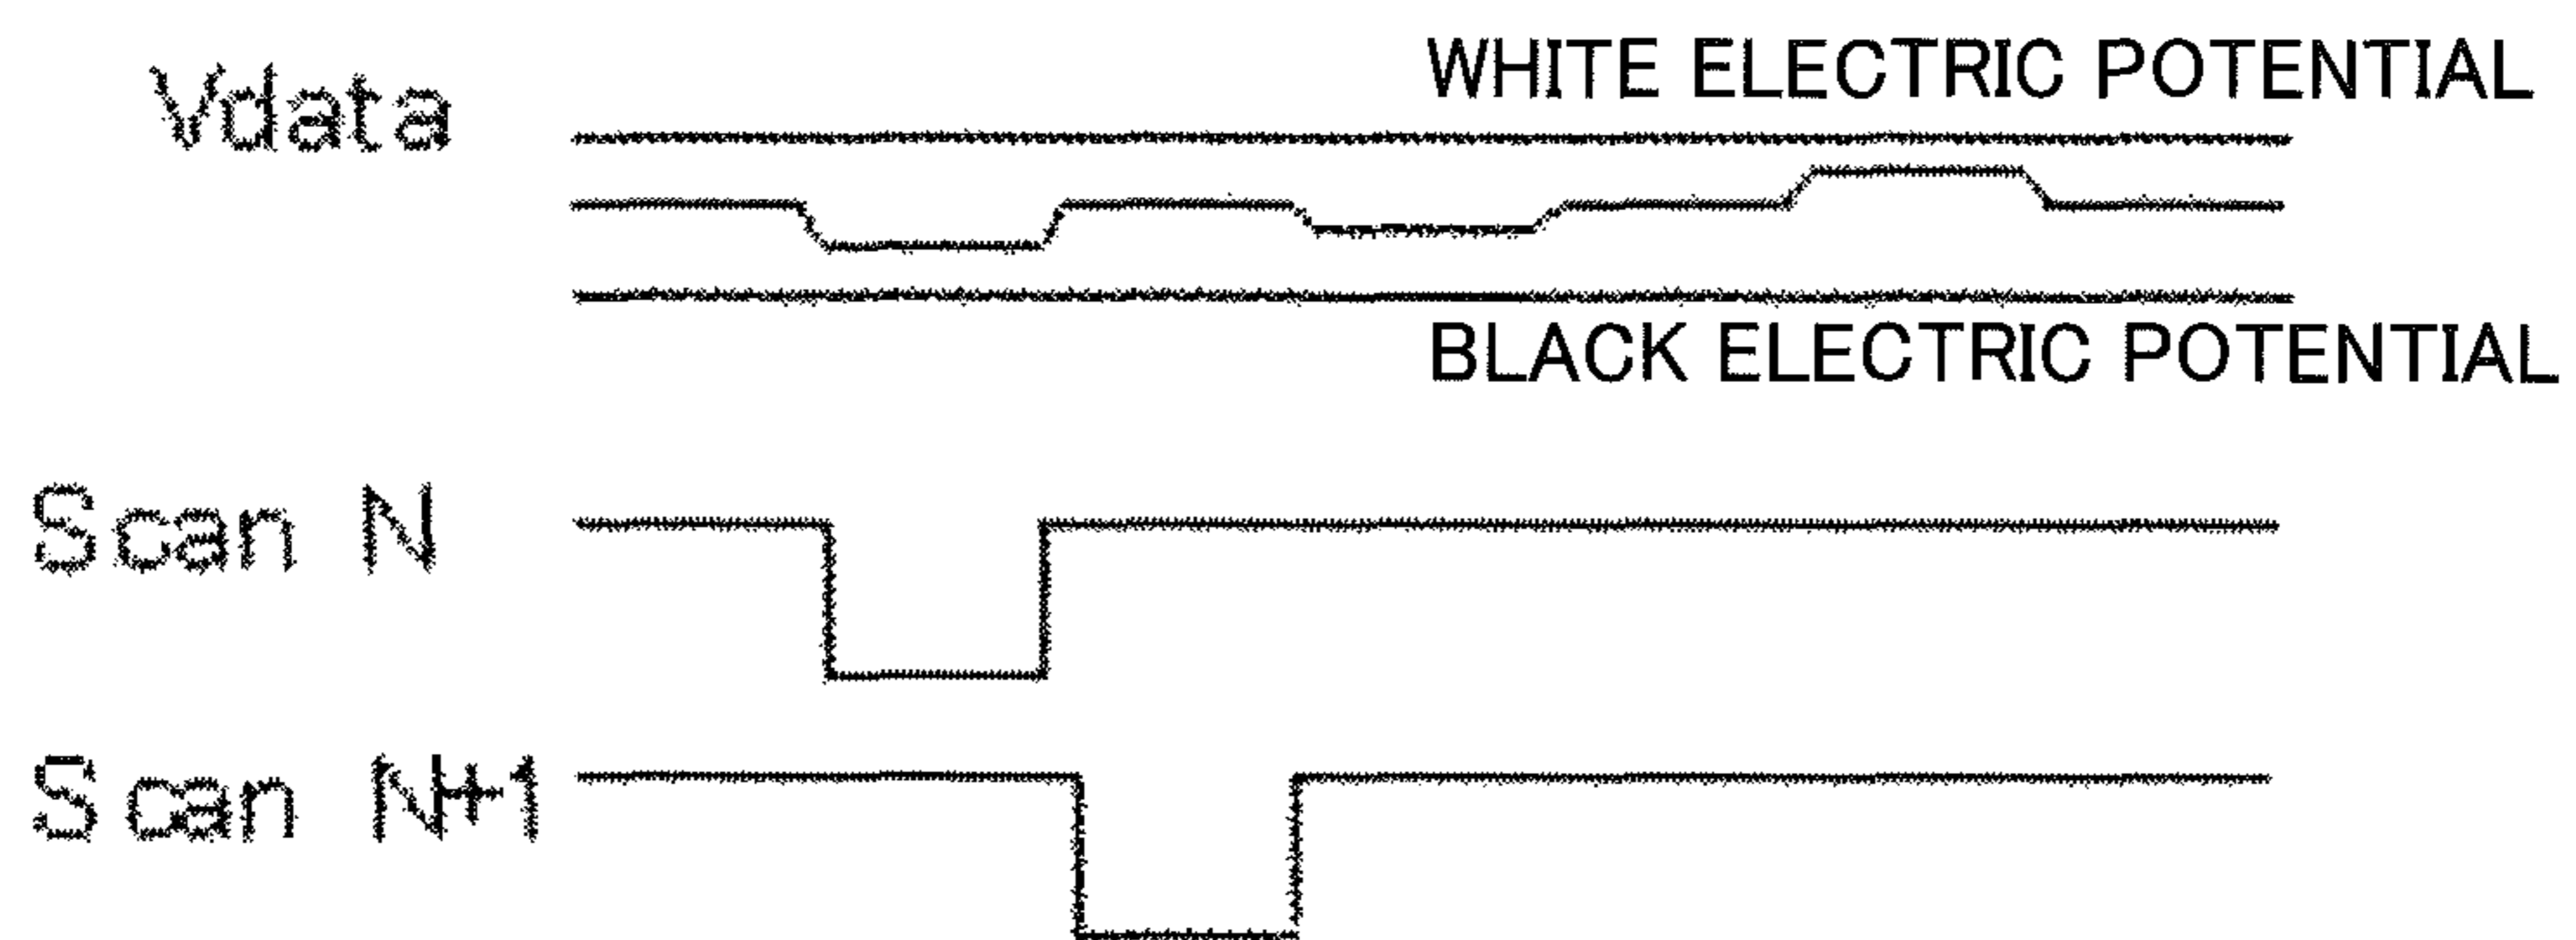 WHITE ELECTRIC POTENTIAL
Vdata
BLACK ELECTRIC POTENTIAL
Scan N
Scan N+1